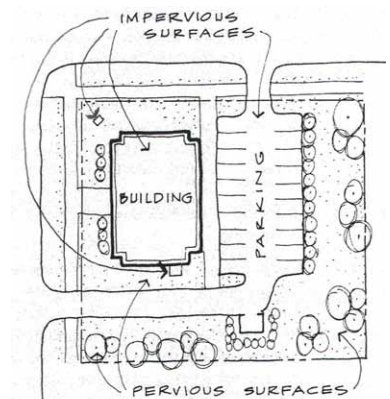 IMPERVIOUS
SURFACES
BUILDING
PARKING
PERVIOUS SURFACES